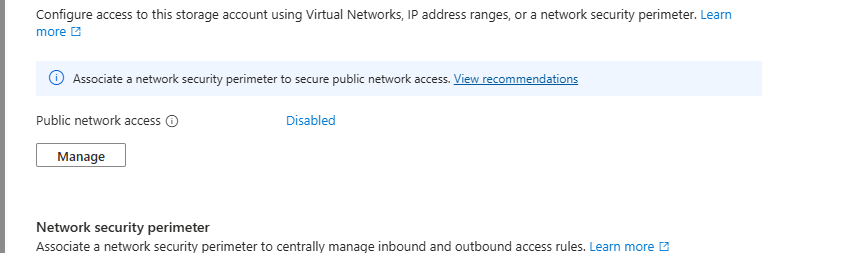 Configure access to this storage account using Virtual Networks, IP address ranges, or a network security perimeter. Learn
more
Associate a network security perimeter to secure public network access. View recommendations
Public network access Disabled
Manage
Network security perimeter
Associate a network security perimeter to centrally manage inbound and outbound access rules. Learn more